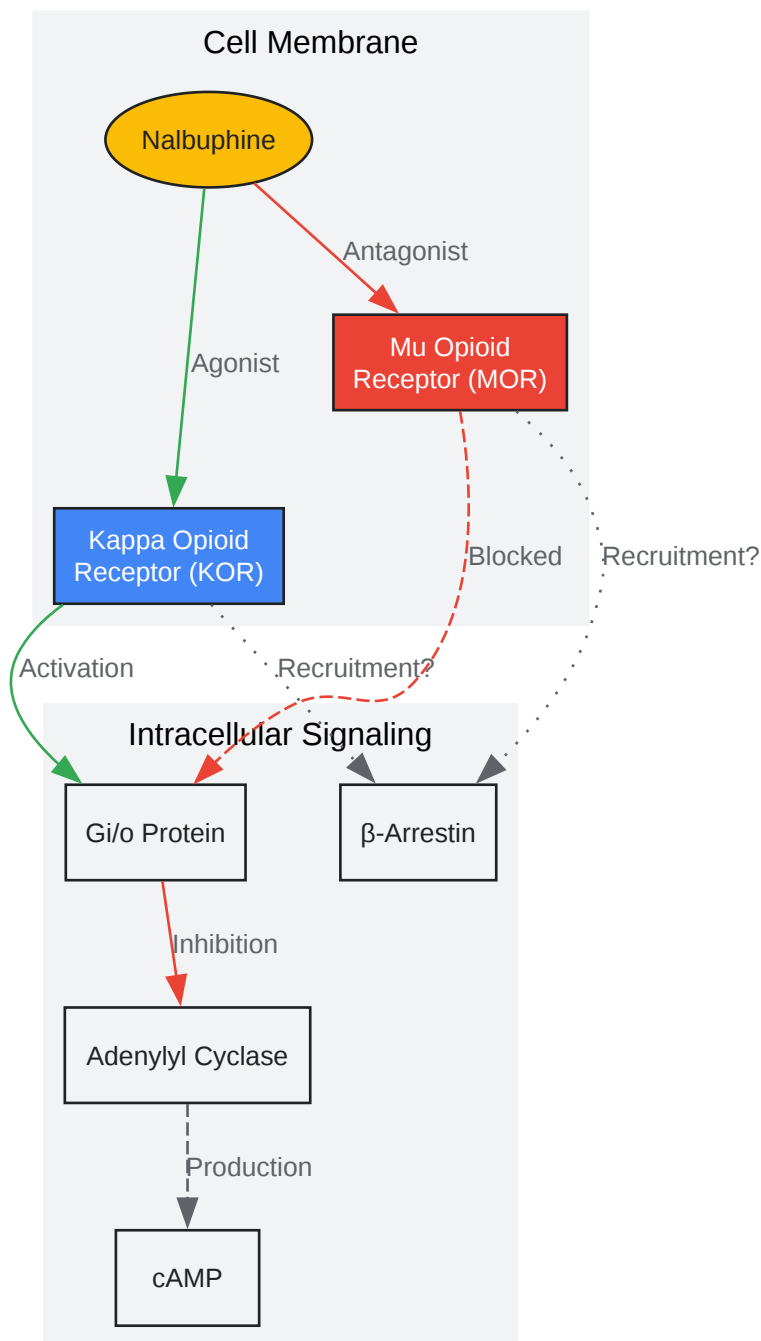 Cell Membrane
Nalbuphine
Antagonist
Mu Opioid
Receptor (MOR)
Agonist
Kappa Opioid
Receptor (KOR)
Blocked
Recruitment?
Activation
Recruitment?
Intracellular Signaling
Gi/o Protein
β-Arrestin
Inhibition
Adenylyl Cyclase
Production
cAMP